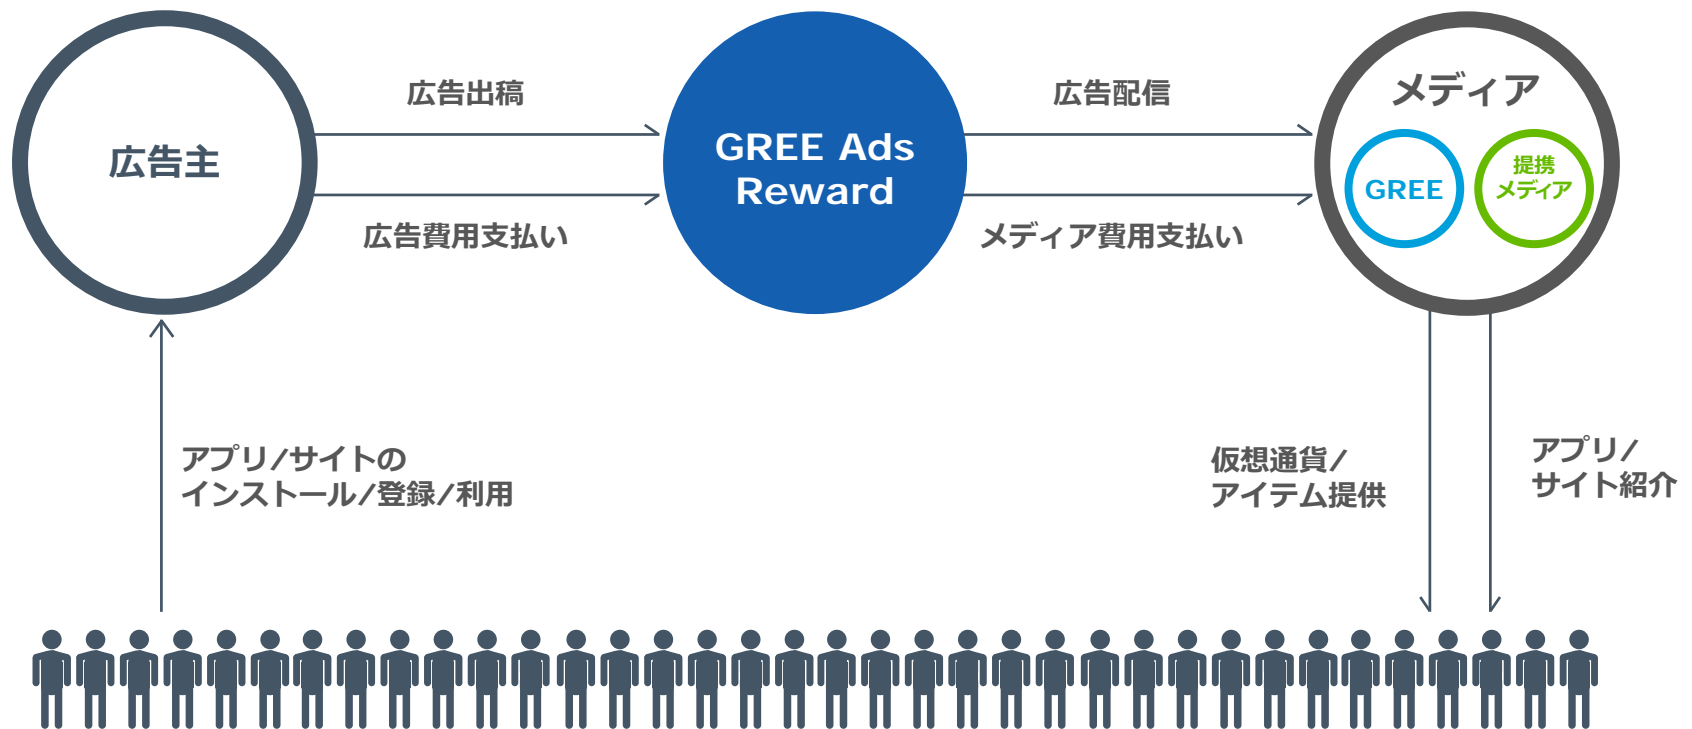 広告主
広告出稿
広告費用支払い
GREE Ads
Reward
広告配信
メディア費用支払い
メディア
GREE
提携
メディア
アプリ/サイトの
インストール/登録/利用
仮想通貨/
アイテム提供
アプリ/
サイト紹介